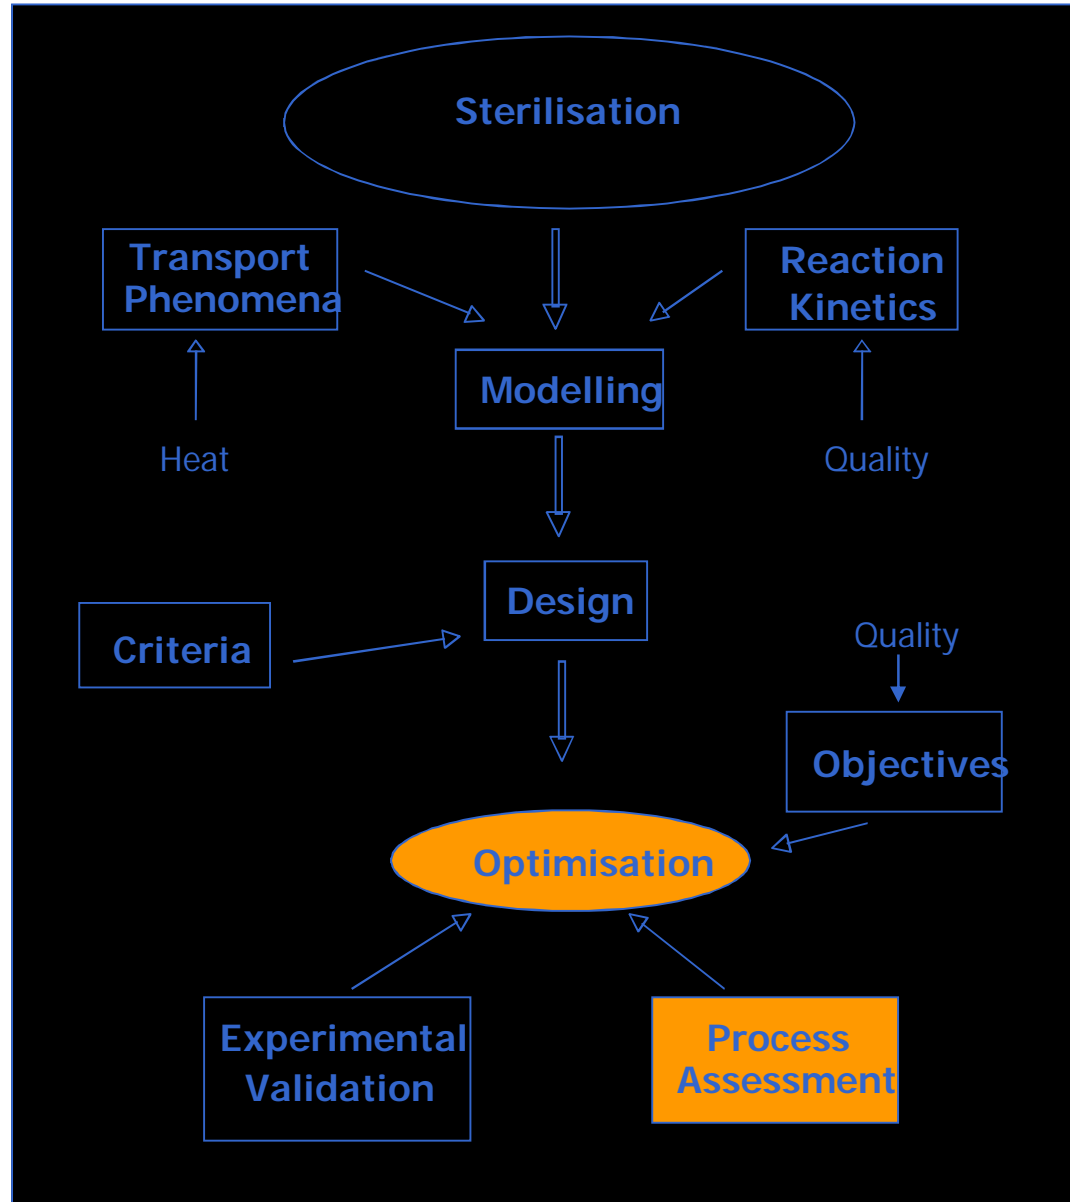 Sterilisation
Transport
Phenomena
Reaction
Kinetics
Modelling
Heat
Quality
Design
Criteria
Quality
Objectives
Optimisation
Experimental
Validation
Process
Assessment